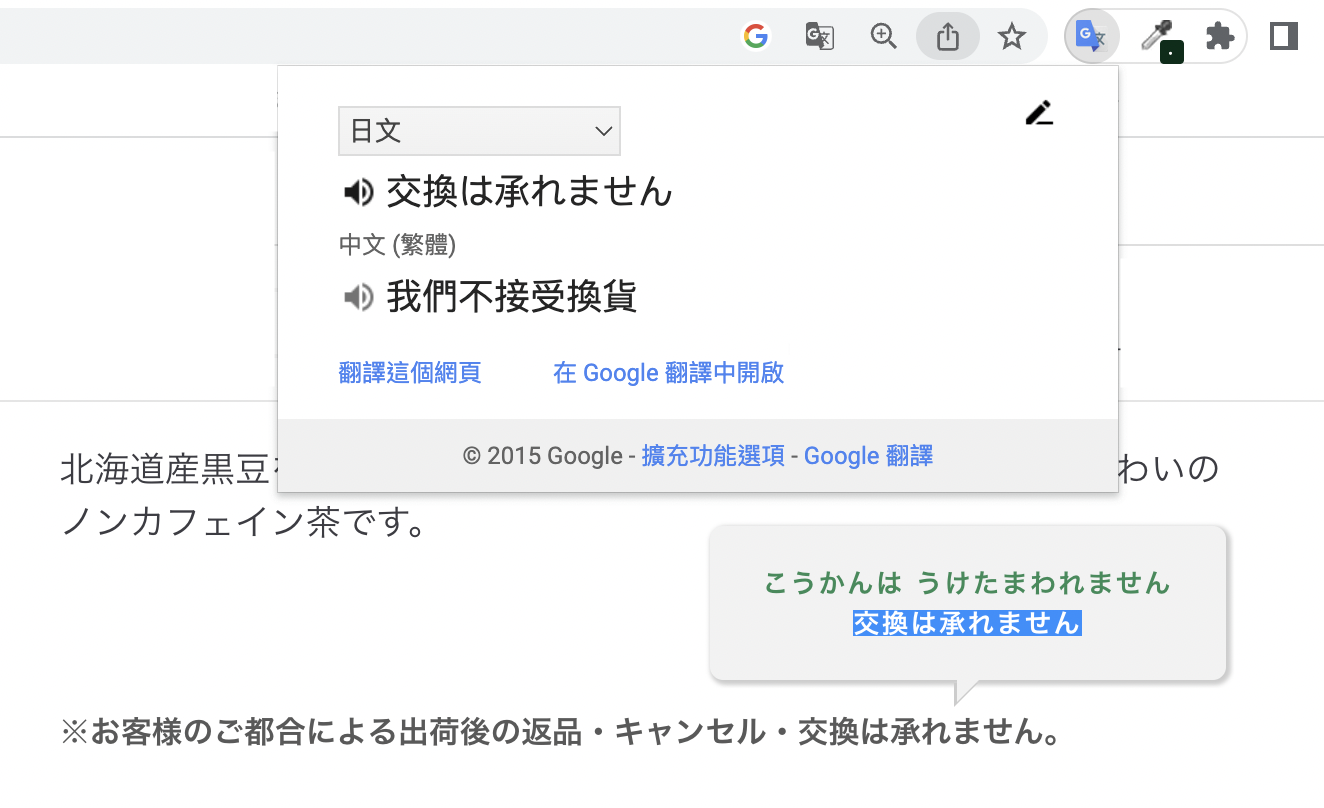 日文
交換は承れません
中文 (繁體)
我們不接受換貨
翻譯這個網頁 在 Google 翻譯中開啟
© 2015 Google - 擴充功能選項 - Google 翻譯
北海道産黒豆 わいの
ノンカフェイン茶です。
こうかんは うけたまわれません
交換は承れません
※お客様のご都合による出荷後の返品・キャンセル・交換は承れません。